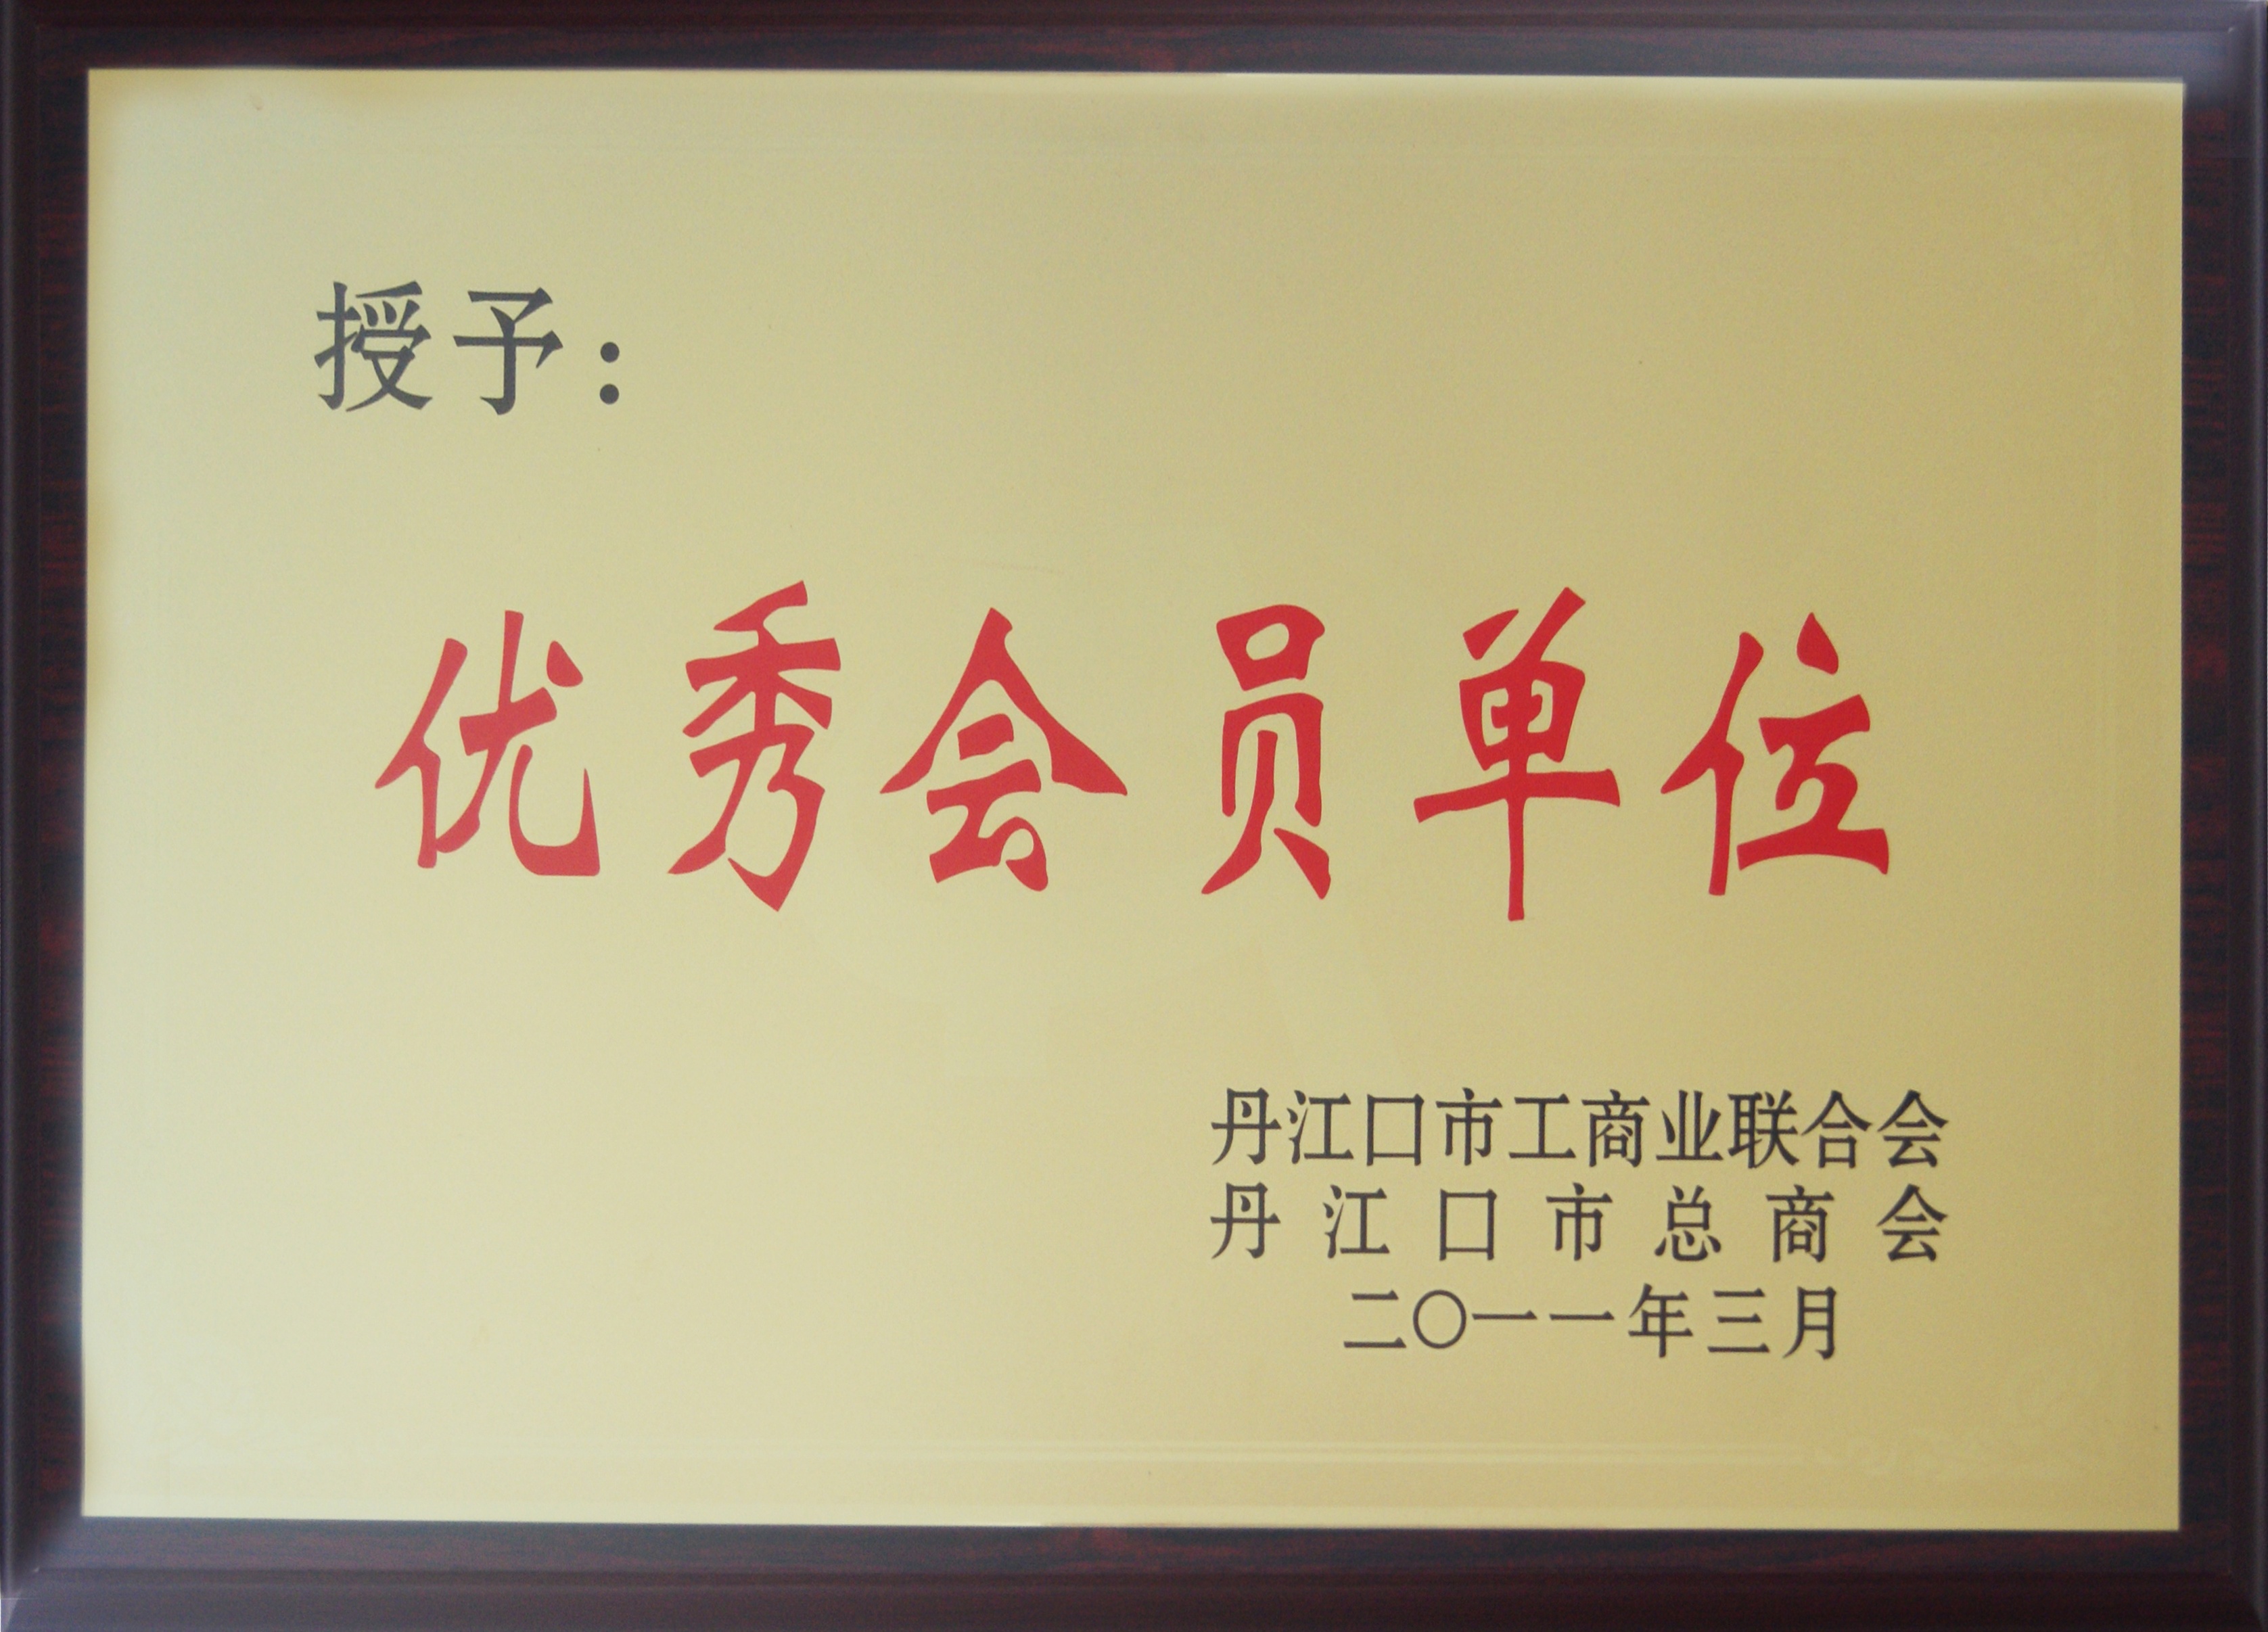 授予：
优秀会员单位
丹江口市工商业联合会
丹江口市总商会
二〇一一年三月